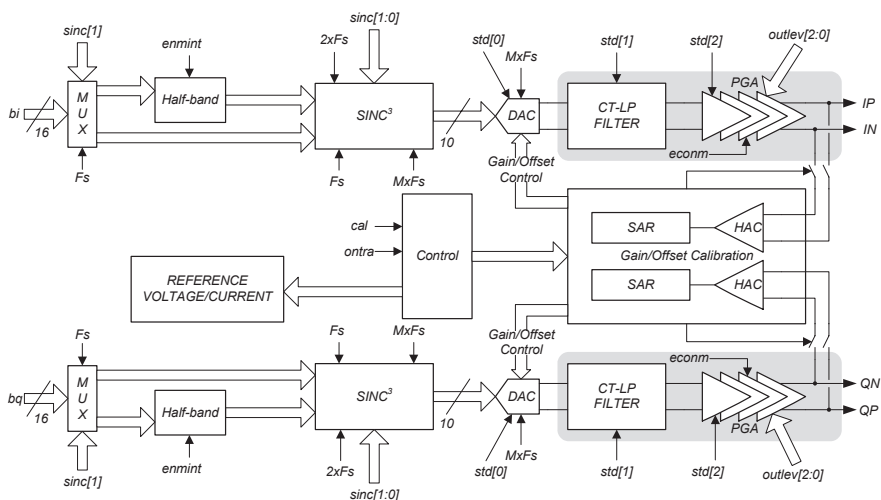 sinc[1]
enmint
2xFs
sinc[1:0]
std[0]
MxFs
std[1]
std[2]
outlev[2:0]
PGA
bi
16
MUX
Half-band
SINC3
10
DAC
CT-LP
FILTER
IP
IN
econm
Fs
Fs
MxFs
Gain/Offset
Control
cal
ontra
Control
SAR
HAC
Gain/Offset Calibration
SAR
HAC
REFERENCE
VOLTAGE/CURRENT
Gain/Offset
Control
Fs
Fs
MxFs
econm
bq
16
MUX
Half-band
SINC3
10
DAC
CT-LP
FILTER
QN
QP
PGA
enmint
2xFs
MxFs
std[0]
std[1]
std[2]
outlev[2:0]
sinc[1]
sinc[1:0]